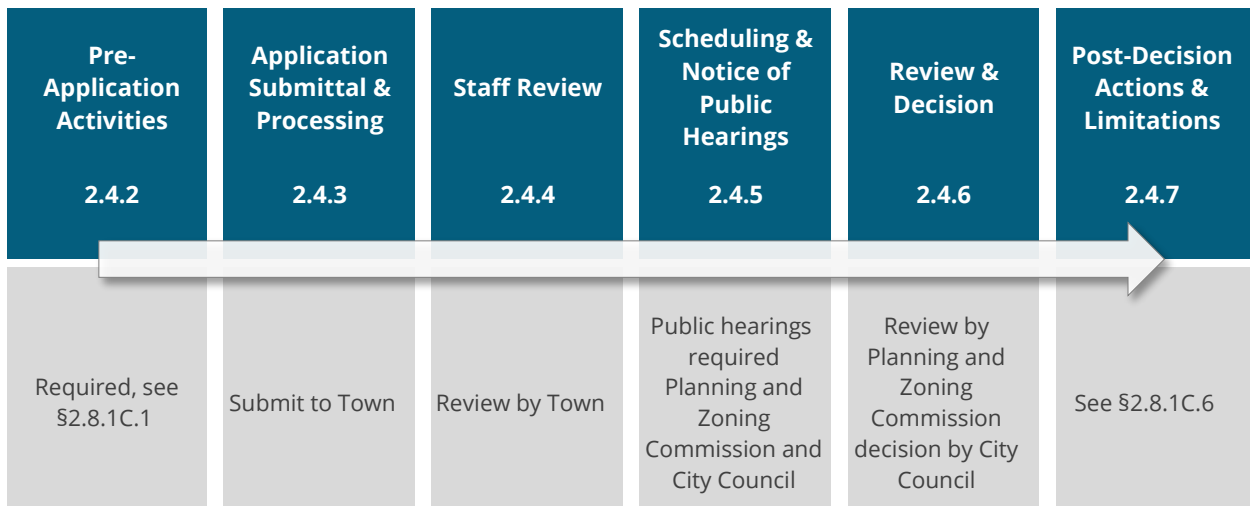 Pre-
Application
Activities
2.4.2
Application
Submittal &
Processing
2.4.3
Staff Review
2.4.4
Scheduling &
Notice of
Public
Hearings
2.4.5
Review &
Decision
2.4.6
Post-Decision
Actions &
Limitations
2.4.7
Required, see
§2.8.1C.1
Submit to Town
Review by Town
Public hearings
required
Planning and
Zoning
Commission and
City Council
Review by
Planning and
Zoning
Commission
decision by City
Council
See §2.8.1C.6